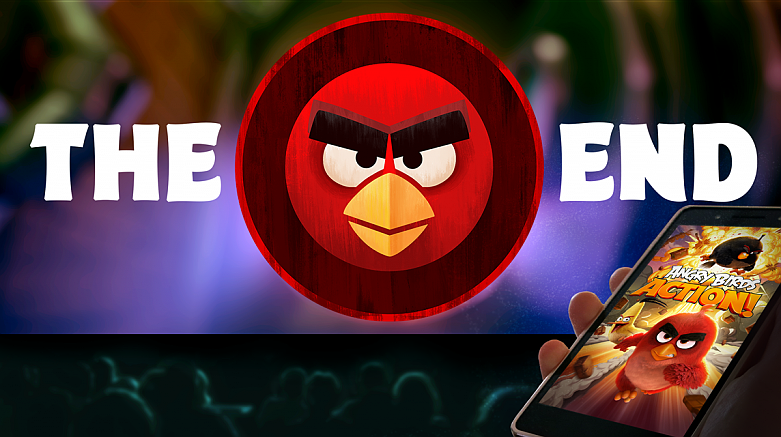 THE END
ANGRY BIRDS
ACTION!